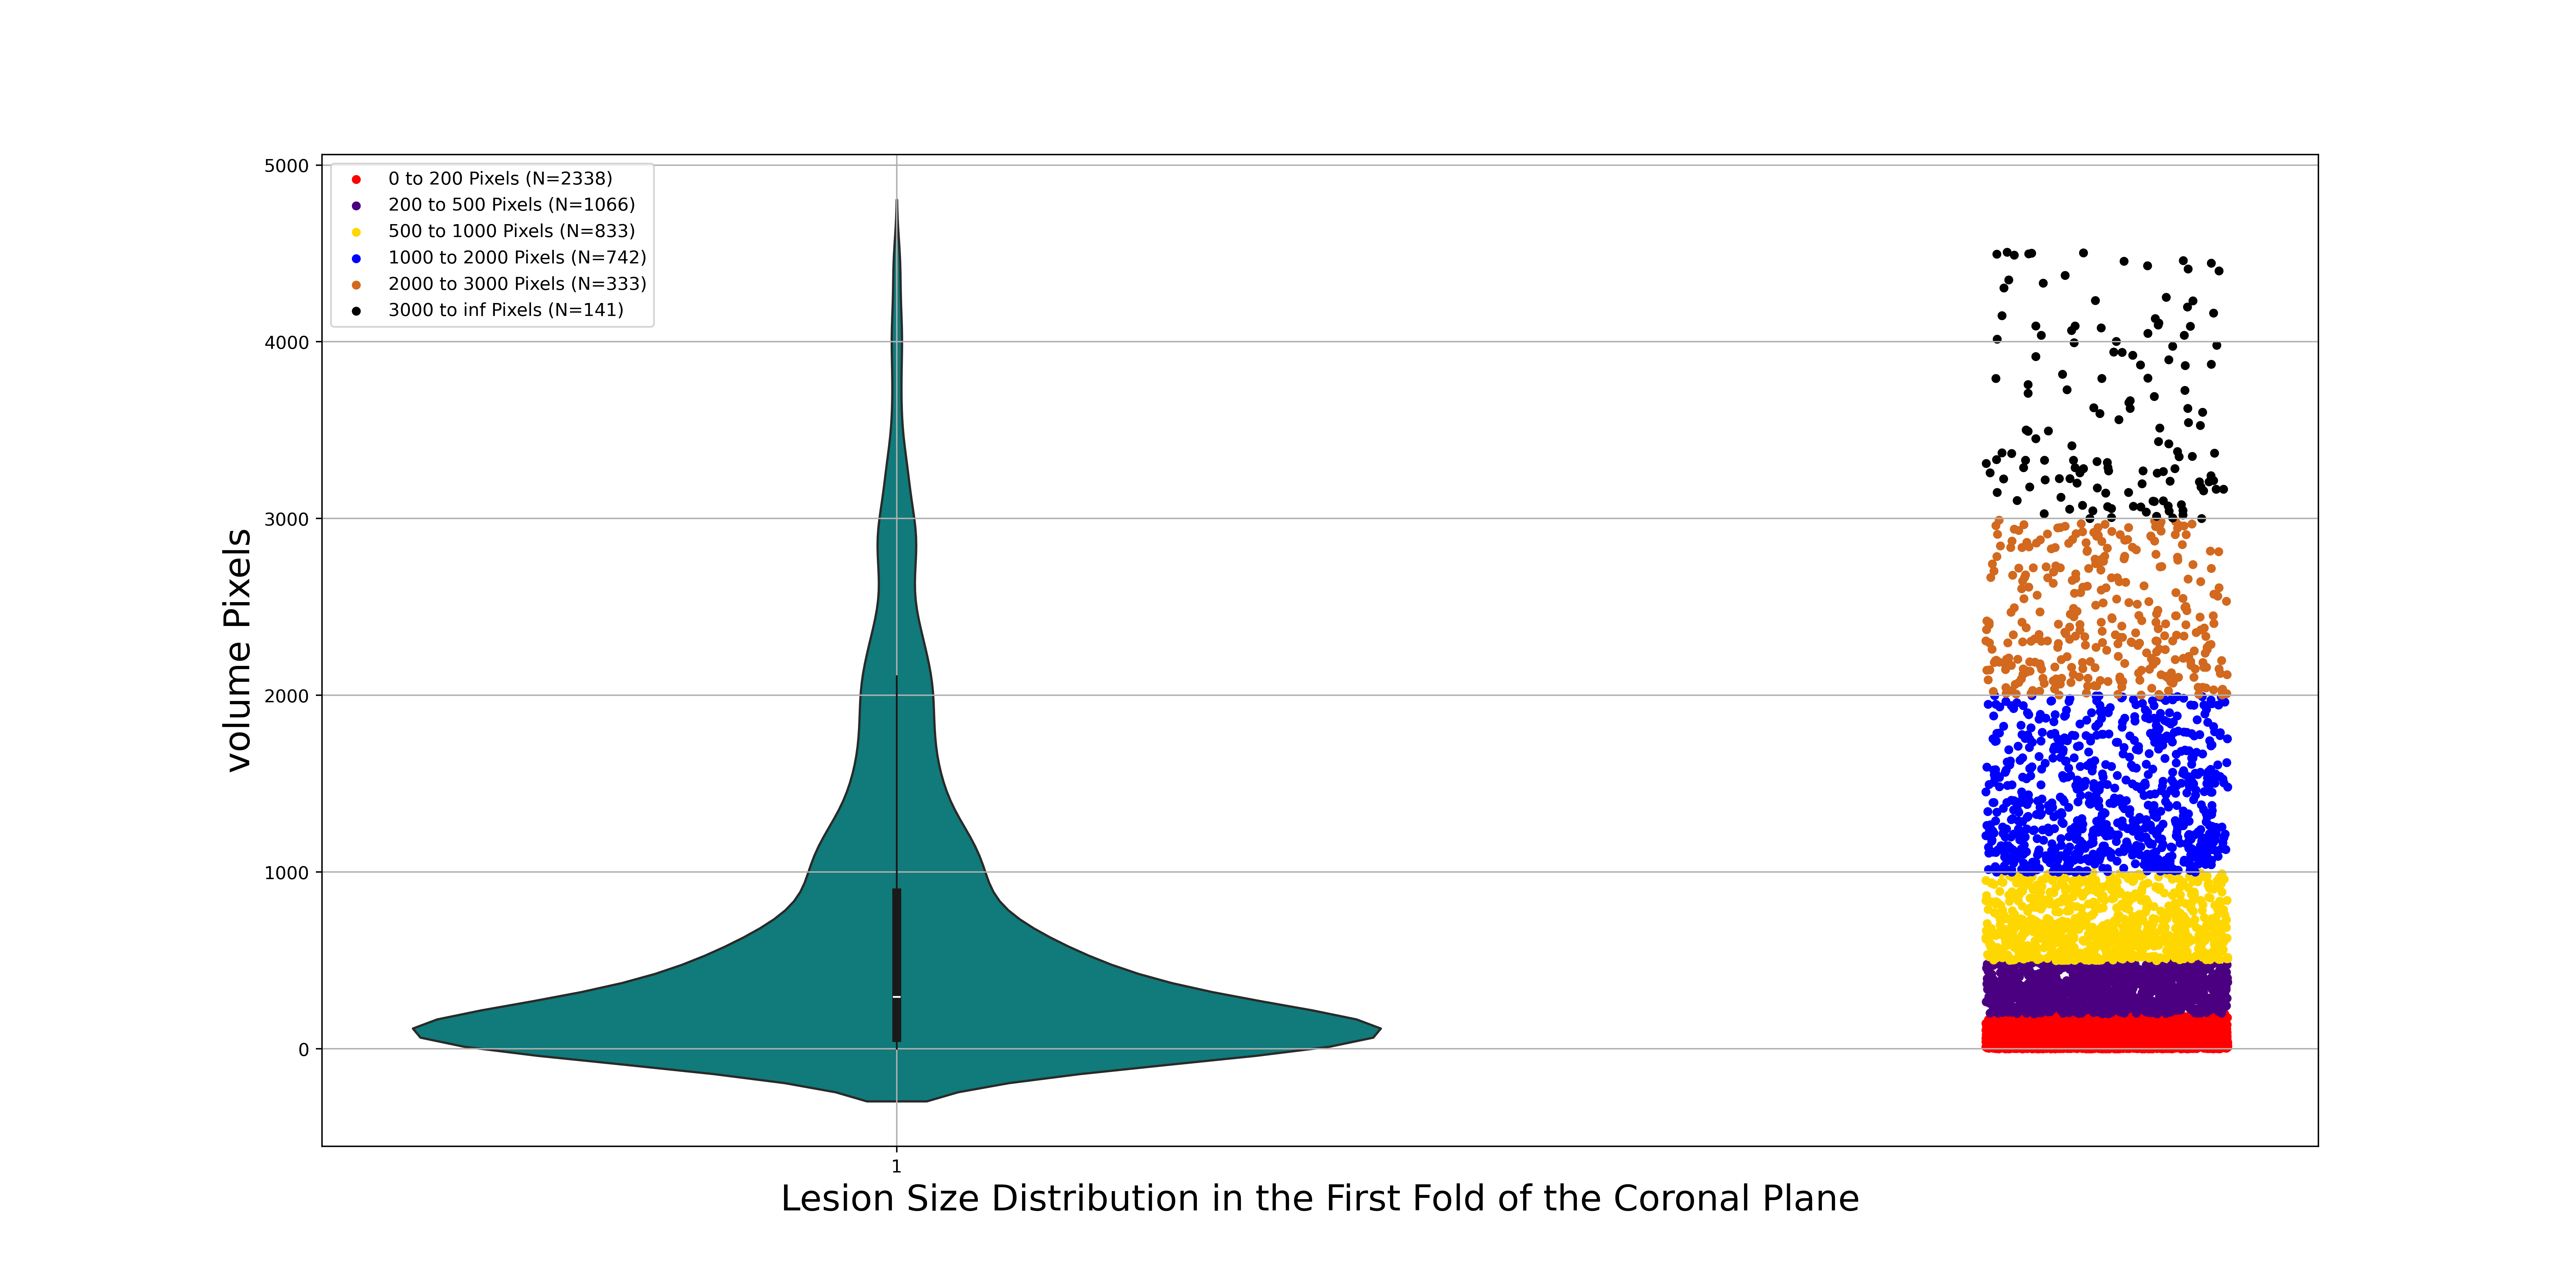 5000
4000
3000
2000
1000
0
volume Pixels
0 to 200 Pixels (N=2338)
200 to 500 Pixels (N=1066)
500 to 1000 Pixels (N=833)
1000 to 2000 Pixels (N=742)
2000 to 3000 Pixels (N=333)
3000 to inf Pixels (N=141)
1
Lesion Size Distribution in the First Fold of the Coronal Plane